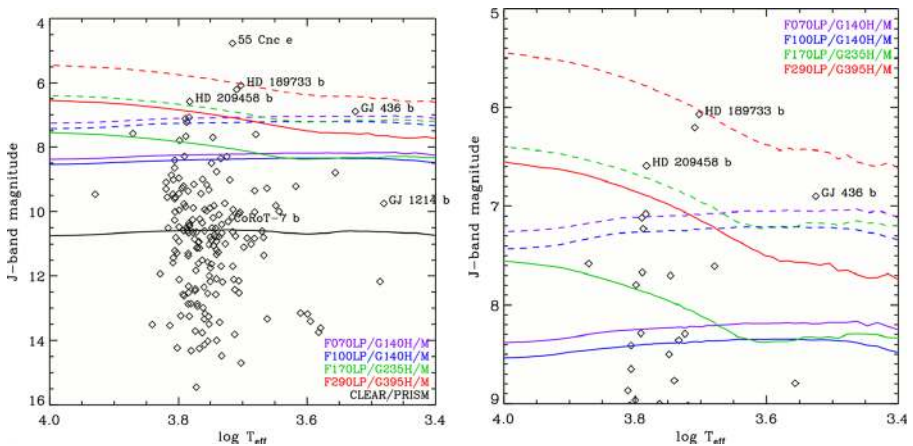 4
6
8
10
12
14
16
J-band magnitude
55 Cnc e
HD 189733 b
HD 209458 b
GJ 436 b
GJ 1214 b
CoRoT-7 b
F070LP/G140H/M
F100LP/G140H/M
F170LP/G235H/M
F290LP/G395H/M
CLEAR/PRISM
4.0
3.8
3.6
3.4
log Teff
5
6
7
8
9
J-band magnitude
F070LP/G140H/M
F100LP/G140H/M
F170LP/G235H/M
F290LP/G395H/M
HD 189733 b
HD 209458 b
GJ 436 b
4.0
3.8
3.6
3.4
log Teff